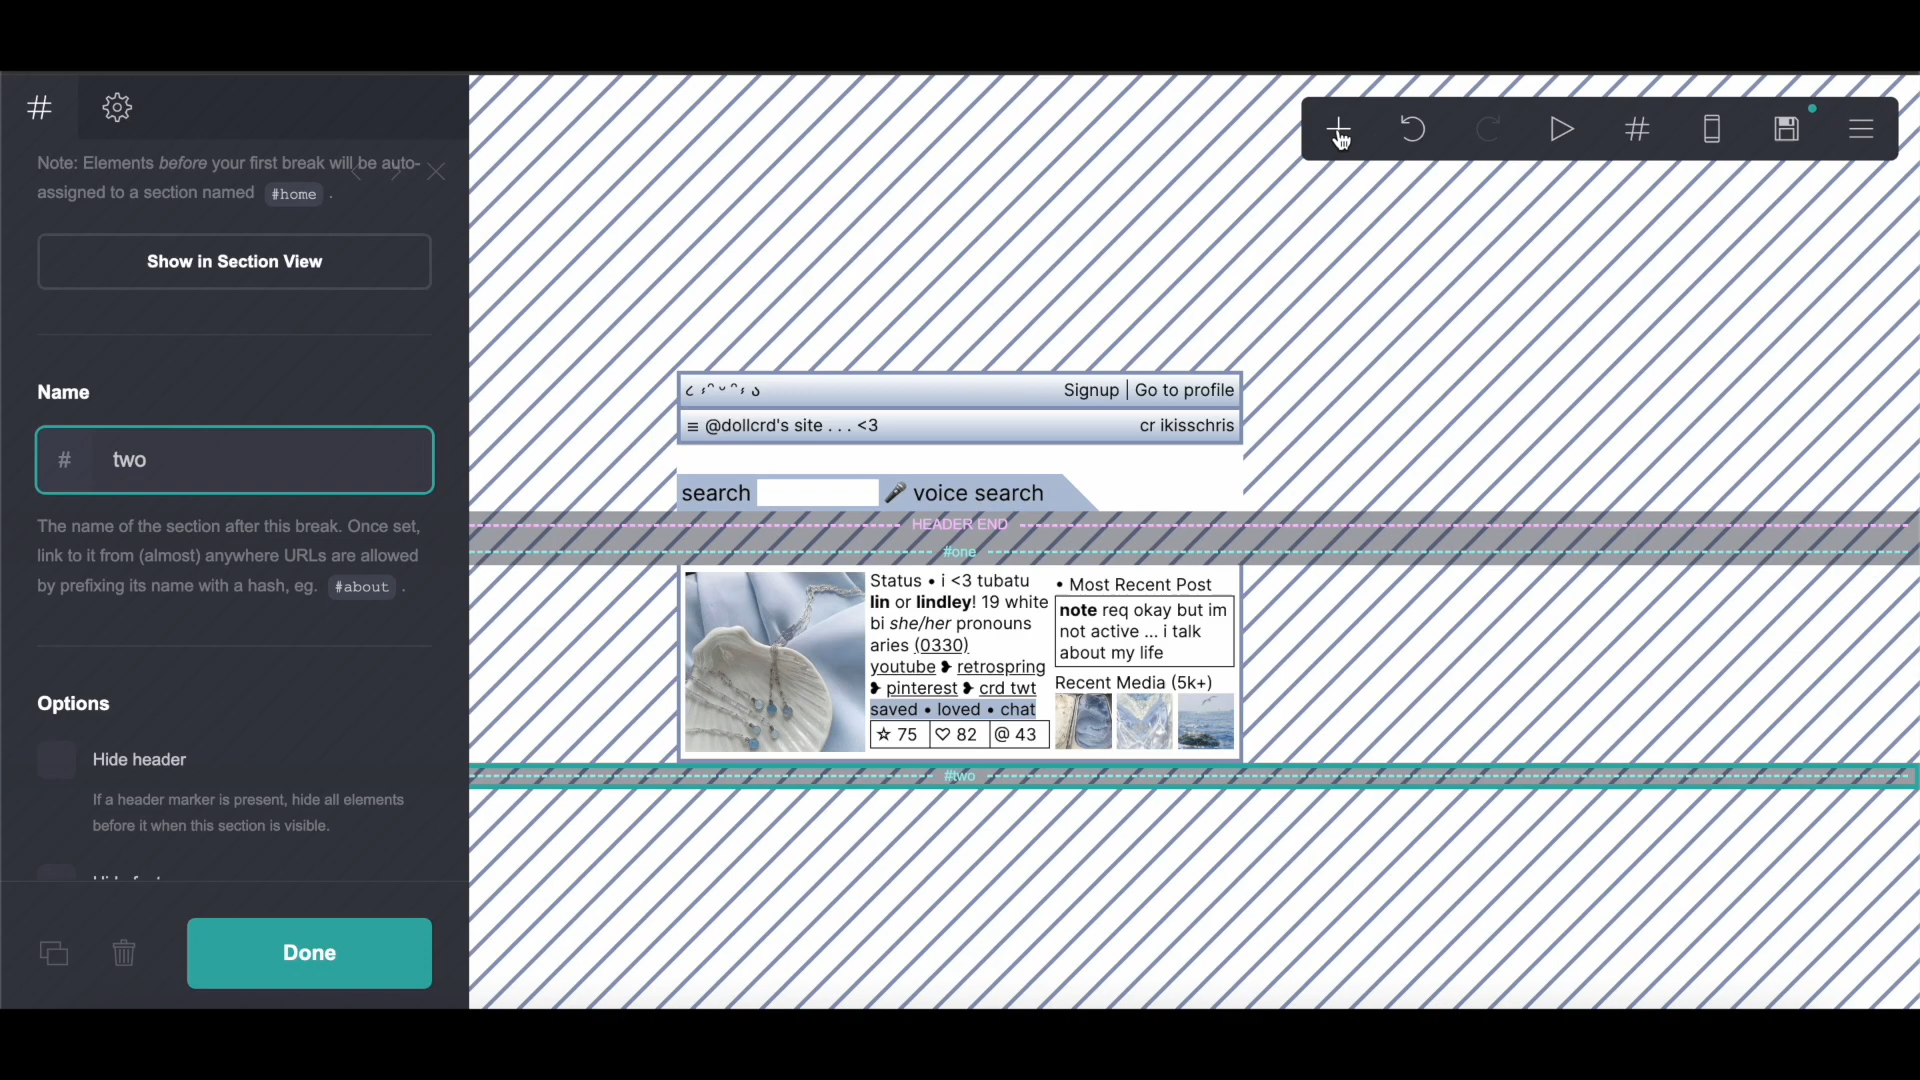 Note: Elements before your first break will be auto-
assigned to a section named #home .
Show in Section View
Name
# two
The name of the section after this break. Once set,
link to it from (almost) anywhere URLs are allowed
by prefixing its name with a hash, eg. #about .
Options
Hide header
If a header marker is present, hide all elements
before it when this section is visible.
Done
Signup | Go to profile
≡ @dollcrd's site . . . <3
cr ikisschris
search 🎤 voice search
HEADER END
#one
Status • i <3 tubatu
lin or lindley! 19 white
bi she/her pronouns
aries (0330)
youtube ❥ retrospring
❥ pinterest ❥ crd twt
saved • loved • chat
☆ 75 ♡ 82 @ 43
• Most Recent Post
note req okay but im
not active ... i talk
about my life
Recent Media (5k+)
#two